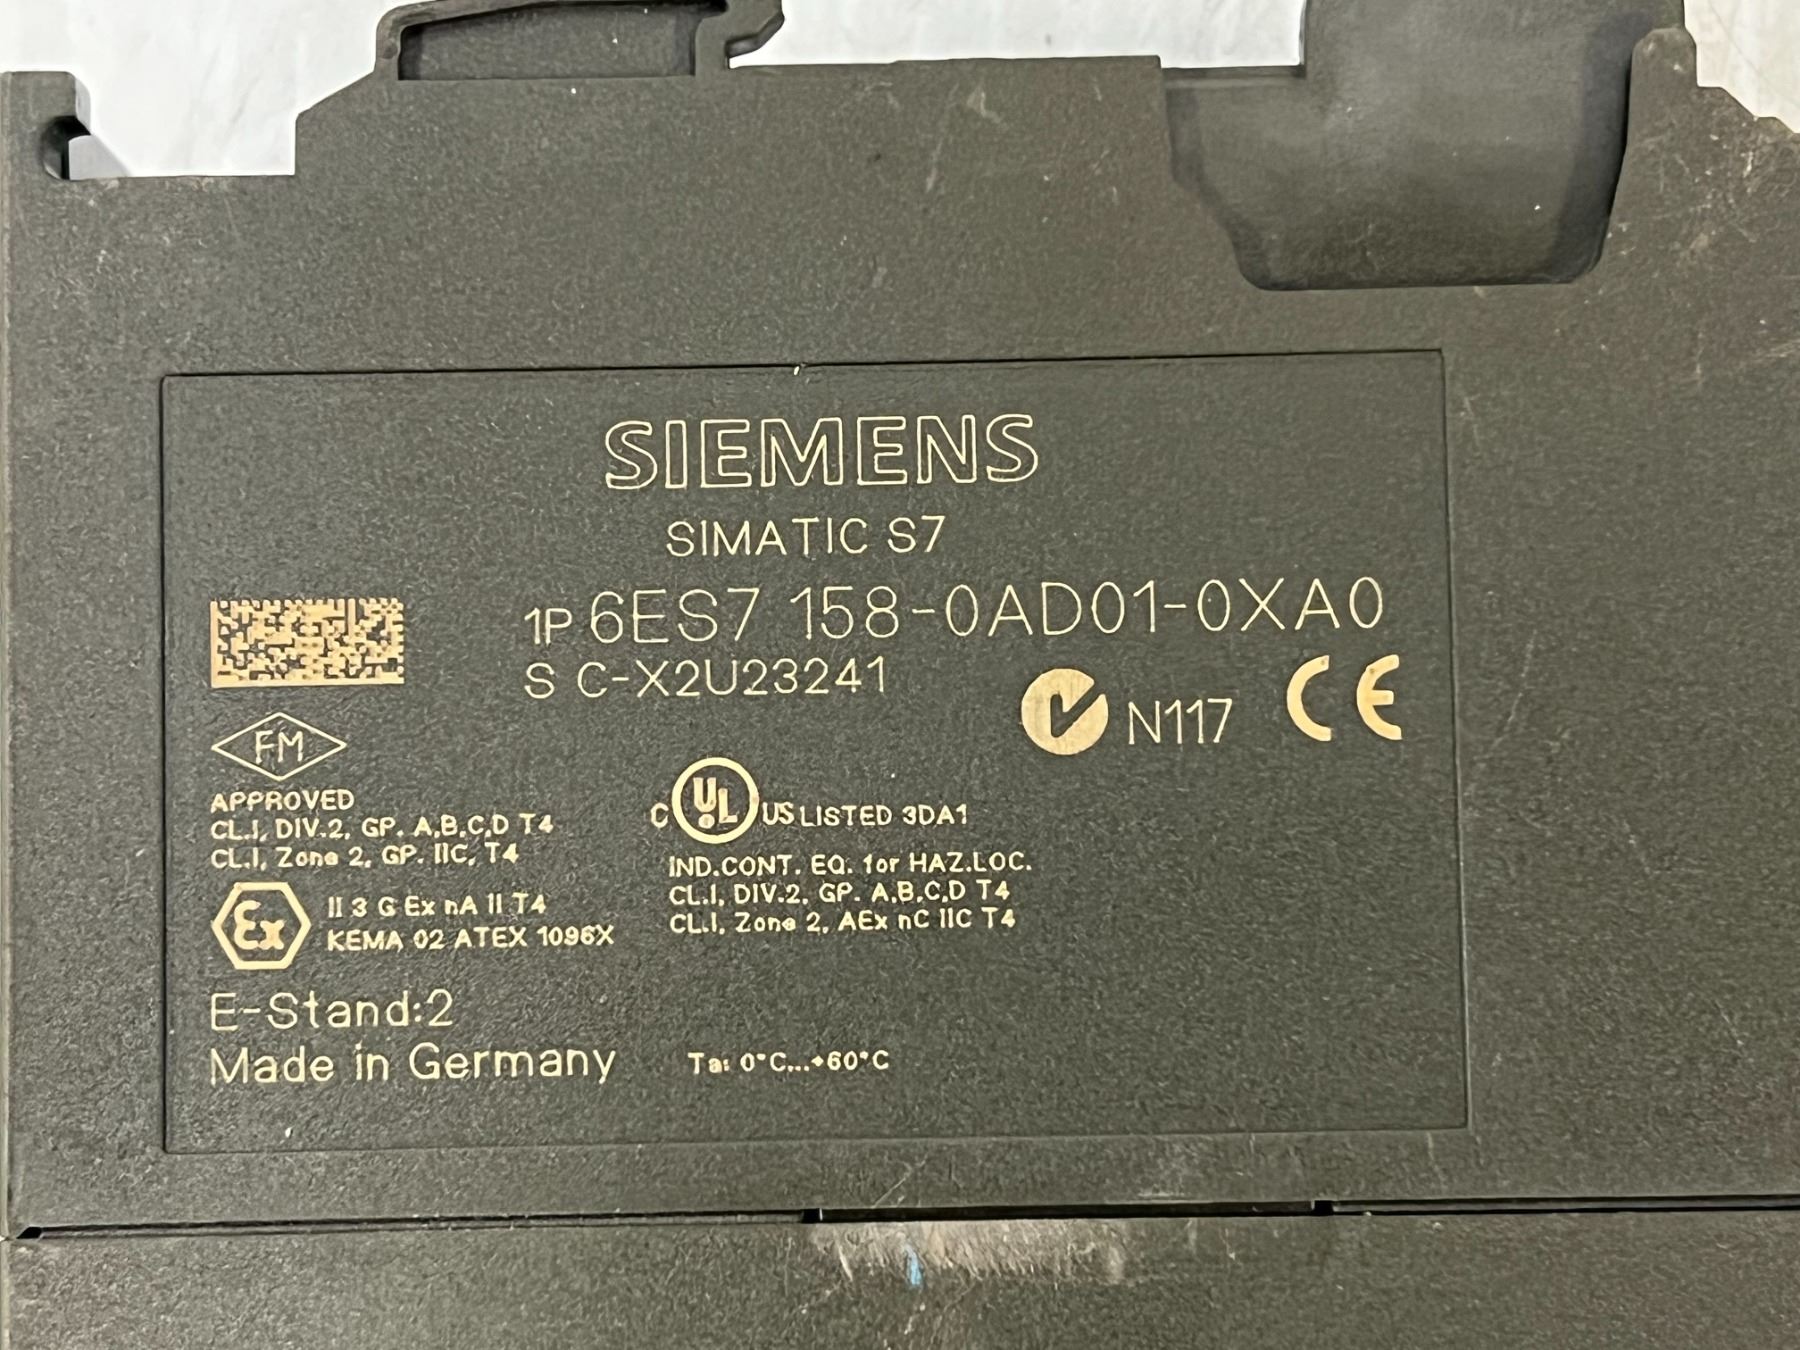 SIEMENS
SIMATIC S7
1P 6ES7 158-0AD01-0XA0
S C-X2U23241
N117 CE
FM
APPROVED
CL.I, DIV.2, GP. A,B,C,D T4
CL.I, Zone 2, GP. IIC, T4
C UL US LISTED 3DA1
IND.CONT. EQ. for HAZ.LOC.
CL.I, DIV.2, GP. A,B,C,D T4
CL.I, Zone 2, AEx nC IIC T4
Ex II 3 G Ex nA II T4
KEMA 02 ATEX 1096X
E-Stand:2
Made in Germany
Ta: 0°C...+60°C